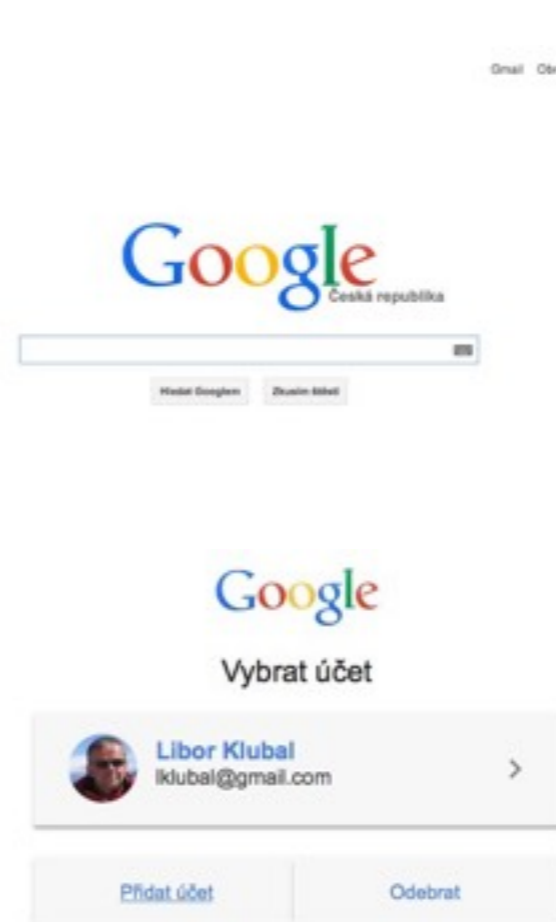 Gmail
Google
Česká republika
Hledat Googlem Zkusím štěstí
Google
Vybrat účet
Libor Klubal
lklubal@gmail.com
Přidat účet Odebrat